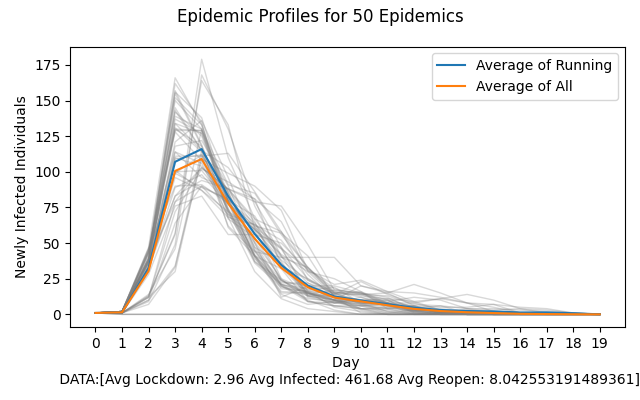 Epidemic Profiles for 50 Epidemics
Average of Running
Average of All
Newly Infected Individuals
175
150
125
100
75
50
25
0
0 1 2 3 4 5 6 7 8 9 10 11 12 13 14 15 16 17 18 19
Day
DATA:[Avg Lockdown: 2.96 Avg Infected: 461.68 Avg Reopen: 8.042553191489361]